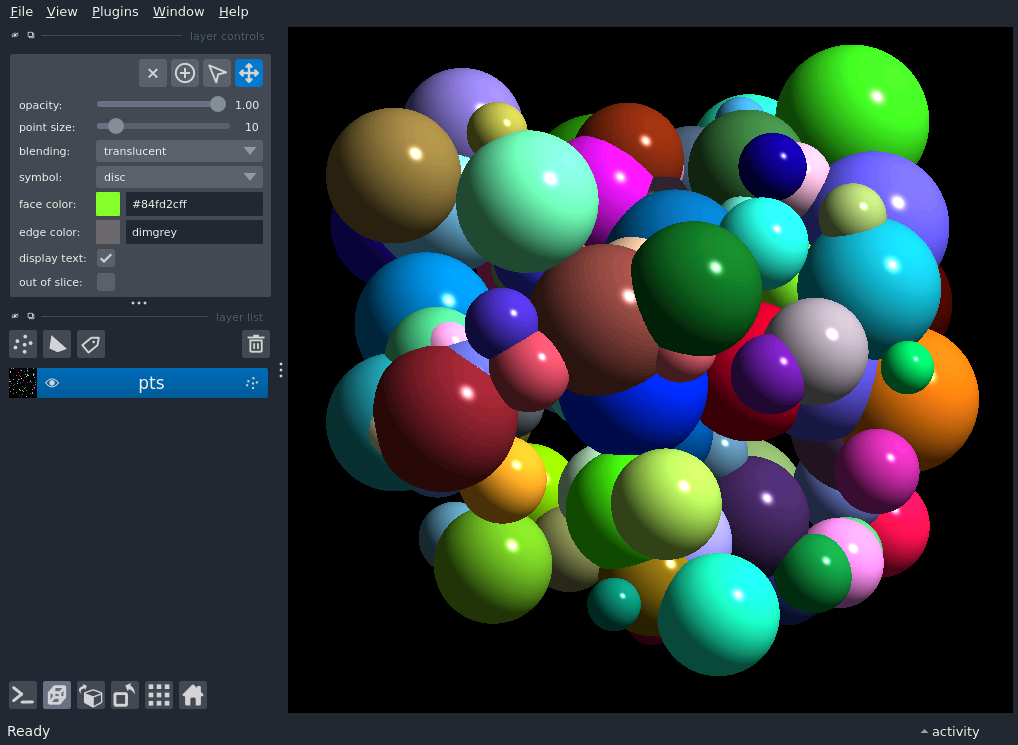 File View Plugins Window Help
layer controls
opacity: 1.00
point size: 10
blending: translucent
symbol: disc
face color: #84fd2cff
edge color: dimgrey
display text:
out of slice:
layer list
pts
Ready
activity